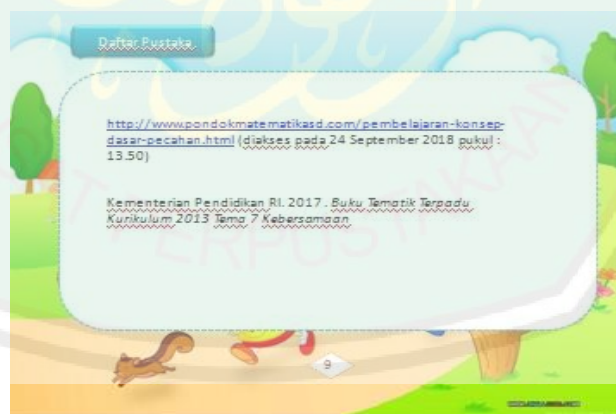 Daftar Pustaka
http://www.pondokmatematikasd.com/pembelajaran-konsep-
dasar-pecahan.html (diakses pada 24 September 2018 pukul :
13.50)
Kementerian Pendidikan RI. 2017. Buku Tematik Terpadu
Kurikulum 2013 Tema 7 Kebersamaan
9